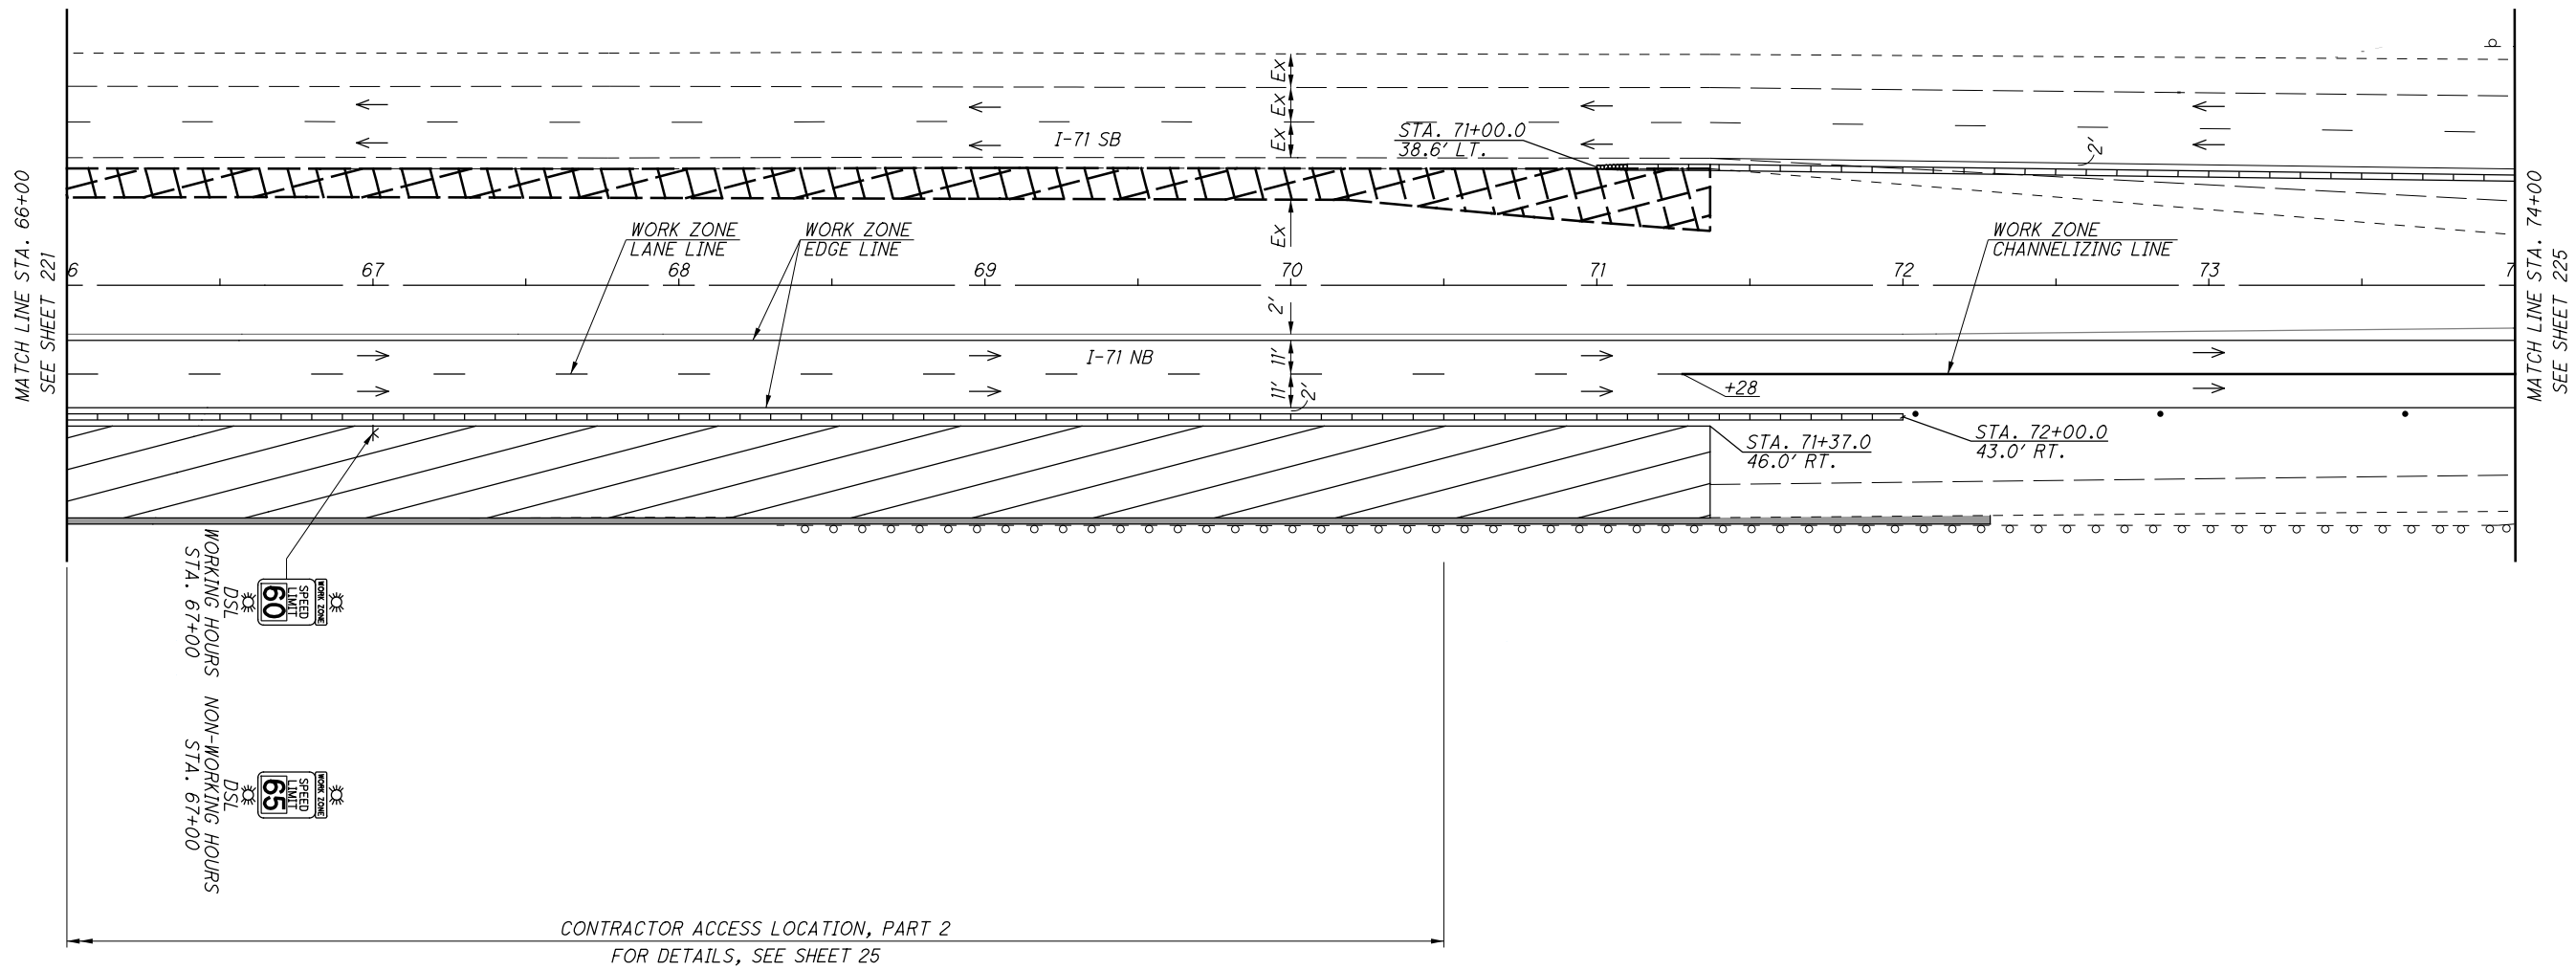 MATCH LINE STA. 66+00
SEE SHEET 221
Ex
Ex
Ex
I-71 SB
STA. 71+00.0
38.6' LT.
2'
WORK ZONE
LANE LINE
WORK ZONE
EDGE LINE
Ex
WORK ZONE
CHANNELIZING LINE
6
67
68
69
70
71
72
73
7
2'
I-71 NB
11'
11'
2'
+28
STA. 71+37.0
46.0' RT.
STA. 72+00.0
43.0' RT.
MATCH LINE STA. 74+00
SEE SHEET 225
WORK ZONE
SPEED
LIMIT
60
DSL
WORKING HOURS
STA. 67+00
WORK ZONE
SPEED
LIMIT
65
DSL
NON-WORKING HOURS
STA. 67+00
CONTRACTOR ACCESS LOCATION, PART 2
FOR DETAILS, SEE SHEET 25